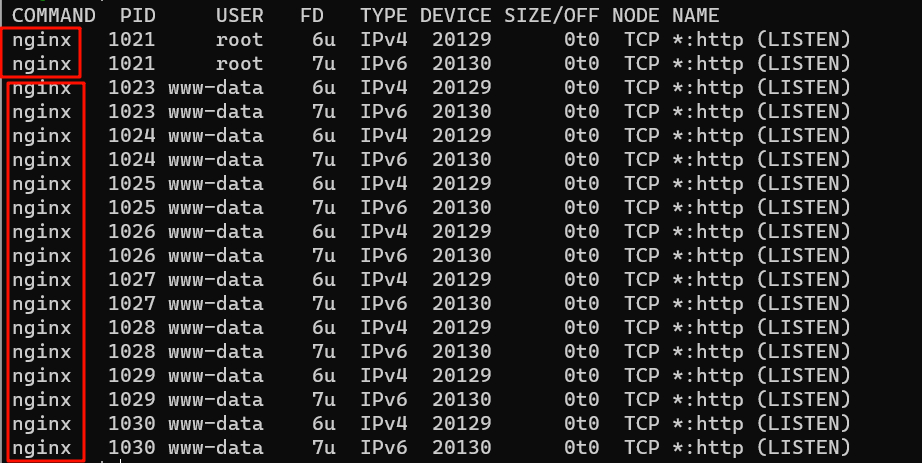 COMMAND PID USER FD TYPE DEVICE SIZE/OFF NODE NAME
nginx 1021 root 6u IPv4 20129 0t0 TCP *:http (LISTEN)
nginx 1021 root 7u IPv6 20130 0t0 TCP *:http (LISTEN)
nginx 1023 www-data 6u IPv4 20129 0t0 TCP *:http (LISTEN)
nginx 1023 www-data 7u IPv6 20130 0t0 TCP *:http (LISTEN)
nginx 1024 www-data 6u IPv4 20129 0t0 TCP *:http (LISTEN)
nginx 1024 www-data 7u IPv6 20130 0t0 TCP *:http (LISTEN)
nginx 1025 www-data 6u IPv4 20129 0t0 TCP *:http (LISTEN)
nginx 1025 www-data 7u IPv6 20130 0t0 TCP *:http (LISTEN)
nginx 1026 www-data 6u IPv4 20129 0t0 TCP *:http (LISTEN)
nginx 1026 www-data 7u IPv6 20130 0t0 TCP *:http (LISTEN)
nginx 1027 www-data 6u IPv4 20129 0t0 TCP *:http (LISTEN)
nginx 1027 www-data 7u IPv6 20130 0t0 TCP *:http (LISTEN)
nginx 1028 www-data 6u IPv4 20129 0t0 TCP *:http (LISTEN)
nginx 1028 www-data 7u IPv6 20130 0t0 TCP *:http (LISTEN)
nginx 1029 www-data 6u IPv4 20129 0t0 TCP *:http (LISTEN)
nginx 1029 www-data 7u IPv6 20130 0t0 TCP *:http (LISTEN)
nginx 1030 www-data 6u IPv4 20129 0t0 TCP *:http (LISTEN)
nginx 1030 www-data 7u IPv6 20130 0t0 TCP *:http (LISTEN)